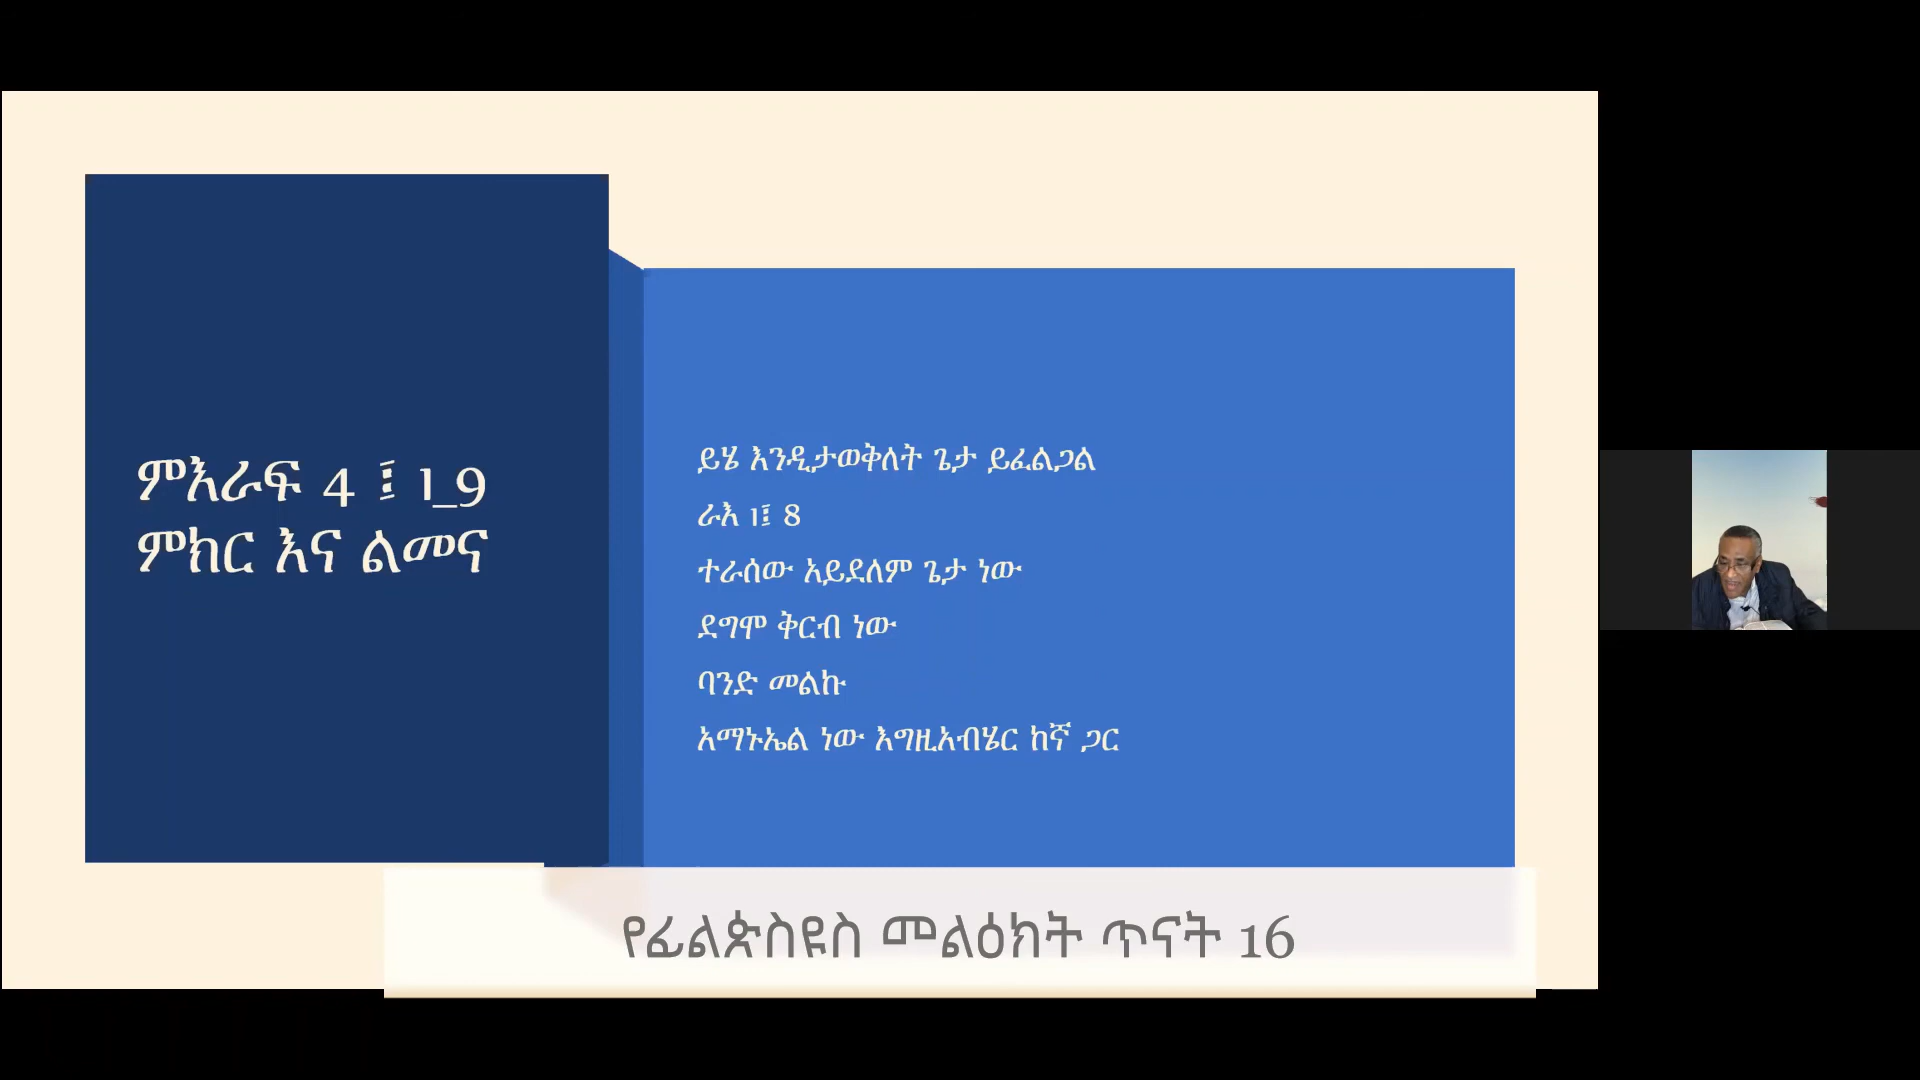 ምእራፍ 4 ፤ 1_9
ምክር እና ልመና
ይሄ እንዲታወቅለት ጌታ ይፈልጋል
ራእ ፤ 8
ተራሰው አይደለም ጌታ ነው
ደግሞ ቅርብ ነው
ባንድ መልኩ
አማኑኤል ነው እግዚአብሄር ከኛ ጋር
የፊልጵስዩስ መልዕክት ጥናት 16